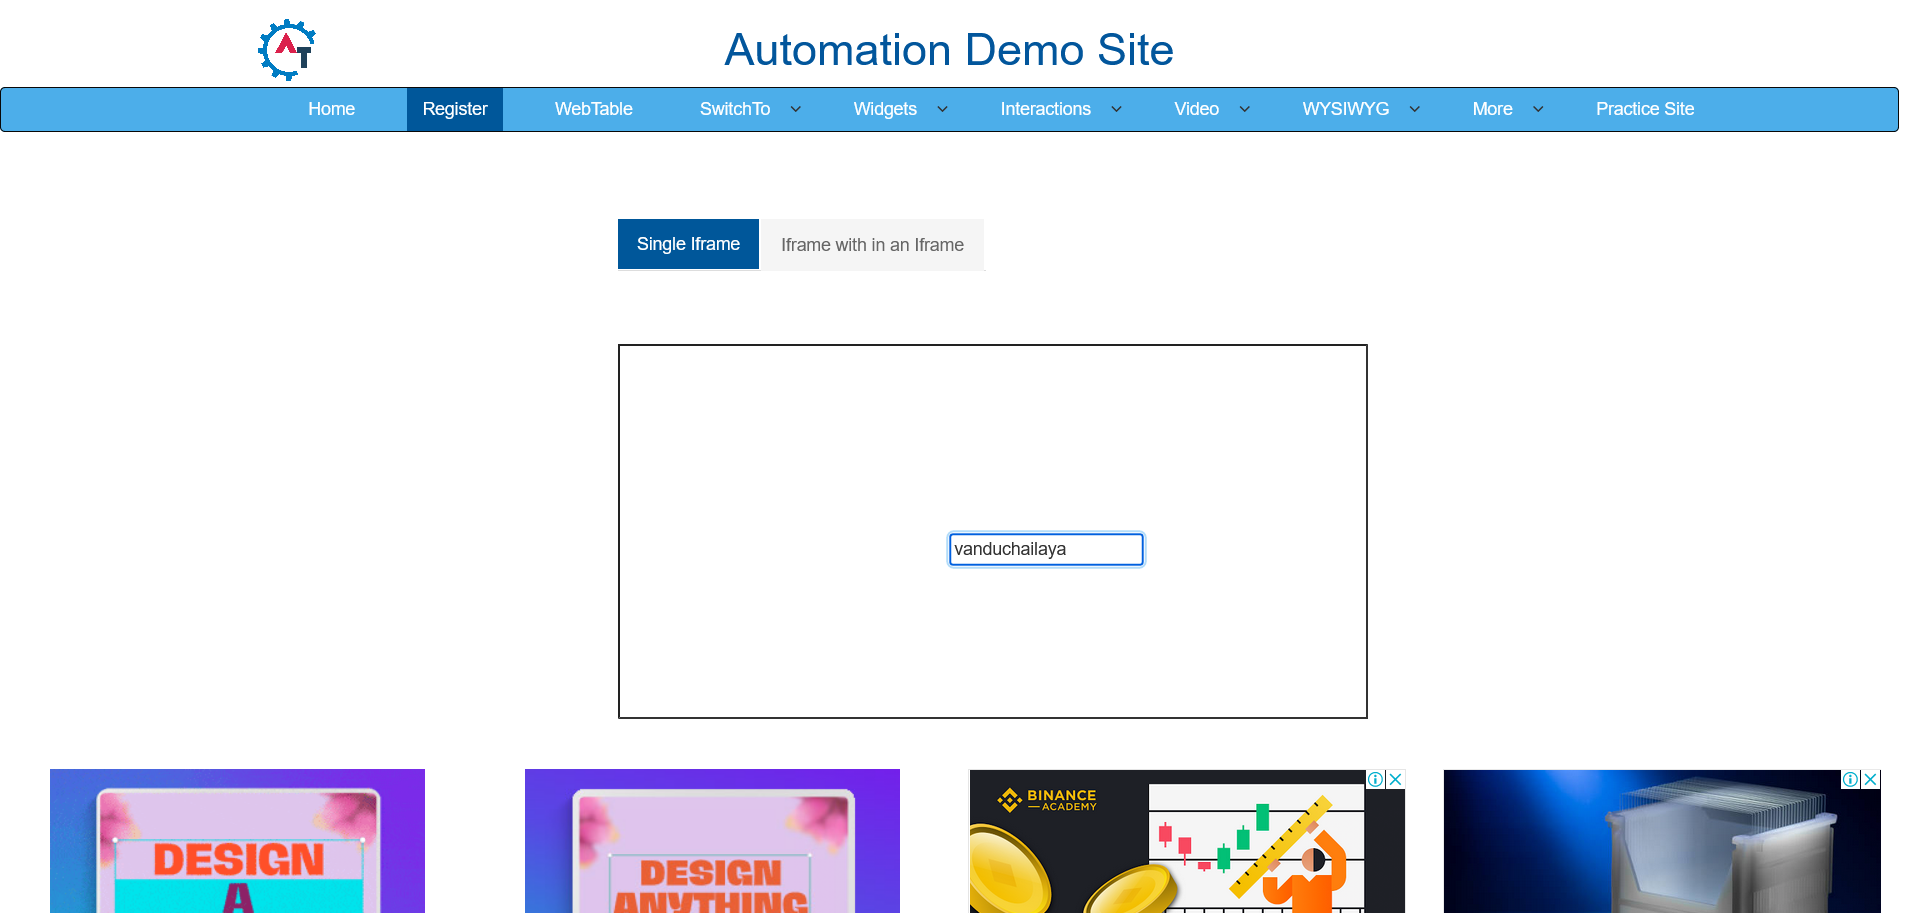 AT
Automation Demo Site
Home Register WebTable SwitchTo Widgets Interactions Video WYSIWYG More Practice Site
Single Iframe Iframe with in an Iframe
vanduchailaya
DESIGN
A
DESIGN
ANYTHING
BINANCE
ACADEMY